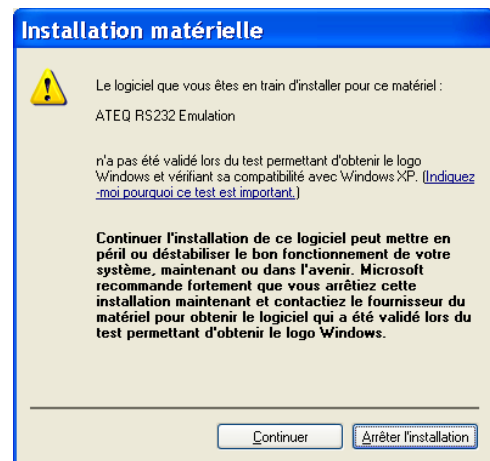 Installation matérielle
Le logiciel que vous êtes en train d'installer pour ce matériel :
ATEQ RS232 Emulation
n'a pas été validé lors du test permettant d'obtenir le logo
Windows et vérifiant sa compatibilité avec Windows XP. (Indiquez
-moi pourquoi ce test est important.)
Continuer l'installation de ce logiciel peut mettre en
péril ou déstabiliser le bon fonctionnement de votre
système, maintenant ou dans l'avenir. Microsoft
recommande fortement que vous arrêtiez cette
installation maintenant et contactiez le fournisseur du
matériel pour obtenir le logiciel qui a été validé lors du
test permettant d'obtenir le logo Windows.
Continuer
Arrêter l'installation